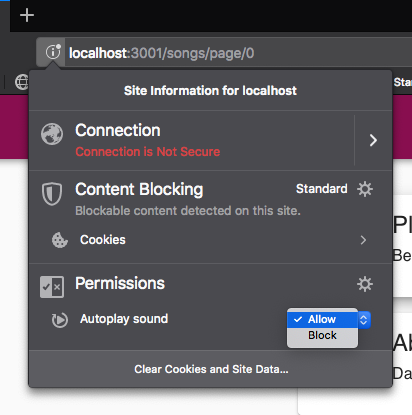 localhost:3001/songs/page/0
Site Information for localhost
Connection
Connection is Not Secure
Content Blocking
Standard
Blockable content detected on this site.
Cookies
Permissions
Autoplay sound
Allow
Block
Clear Cookies and Site Data...
Sta
Pl
Be
Ab
Da